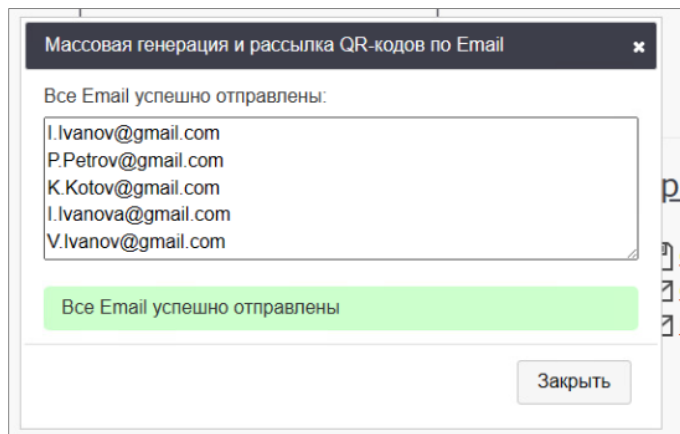 Массовая генерация и рассылка QR-кодов по Email
Все Email успешно отправлены:
I.Ivanov@gmail.com
P.Petrov@gmail.com
K.Kotov@gmail.com
I.Ivanova@gmail.com
V.Ivanov@gmail.com
Все Email успешно отправлены
Закрыть